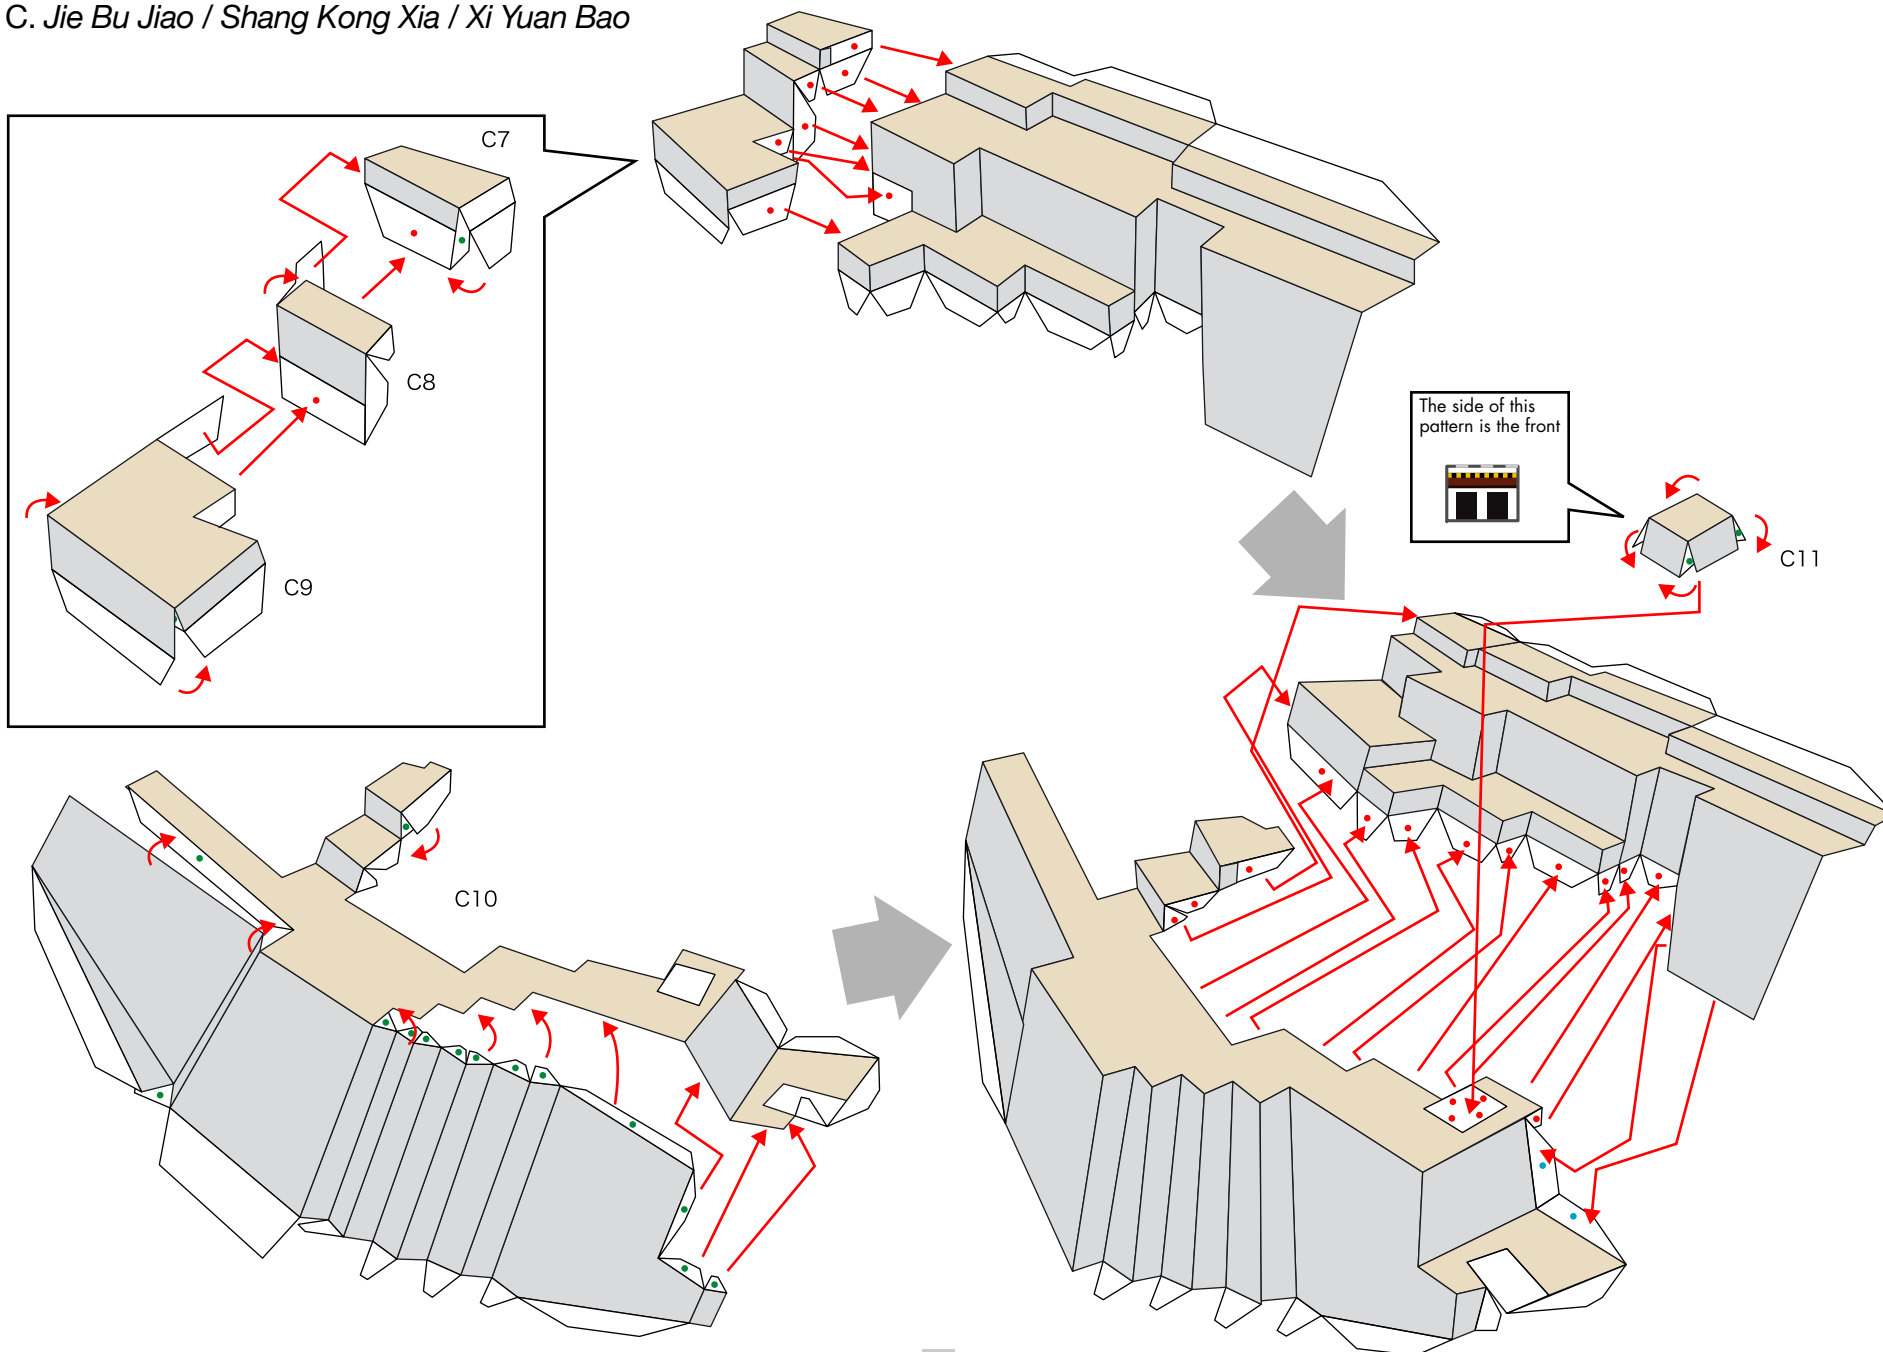 C. Jie Bu Jiao / Shang Kong Xia / Xi Yuan Bao
C7
C8
C9
The side of this
pattern is the front
C11
C10